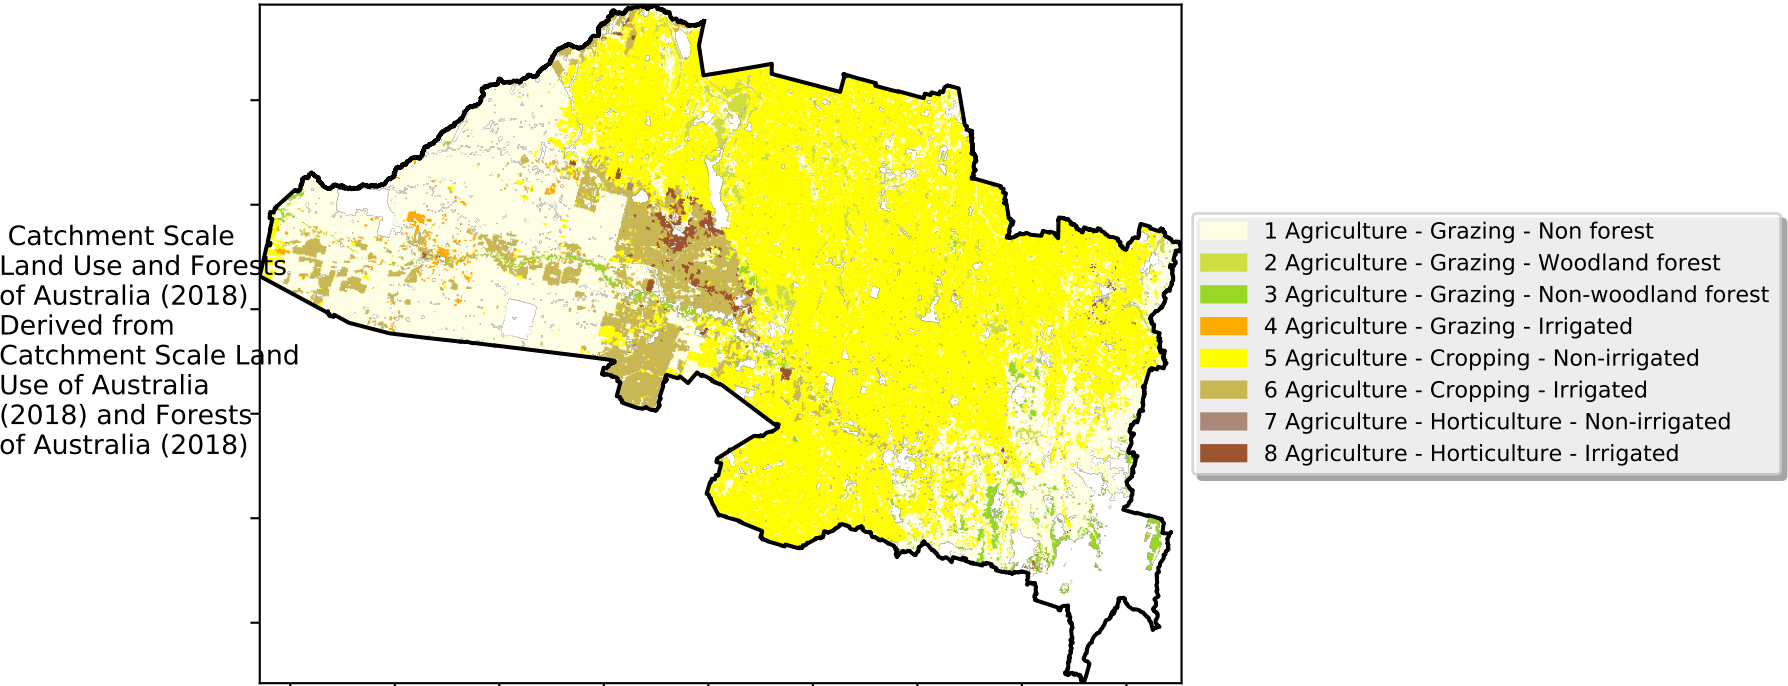 Catchment Scale
Land Use and Forests
of Australia (2018)
Derived from
Catchment Scale Land
Use of Australia
(2018) and Forests
of Australia (2018)
1 Agriculture - Grazing - Non forest
2 Agriculture - Grazing - Woodland forest
3 Agriculture - Grazing - Non-woodland forest
4 Agriculture - Grazing - Irrigated
5 Agriculture - Cropping - Non-irrigated
6 Agriculture - Cropping - Irrigated
7 Agriculture - Horticulture - Non-irrigated
8 Agriculture - Horticulture - Irrigated